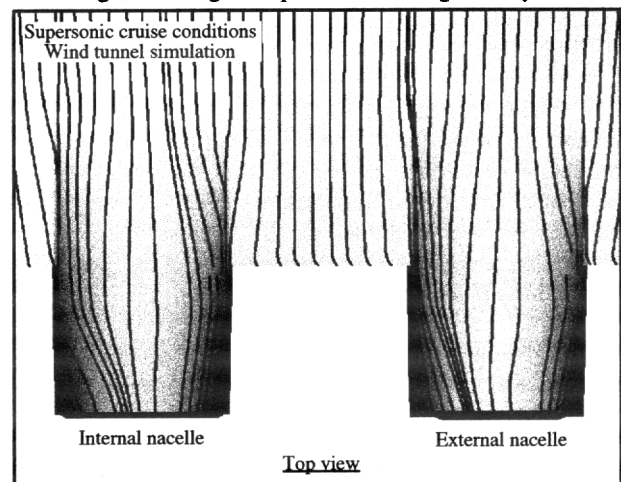 Supersonic cruise conditions
Wind tunnel simulation
Internal nacelle
External nacelle
Top view